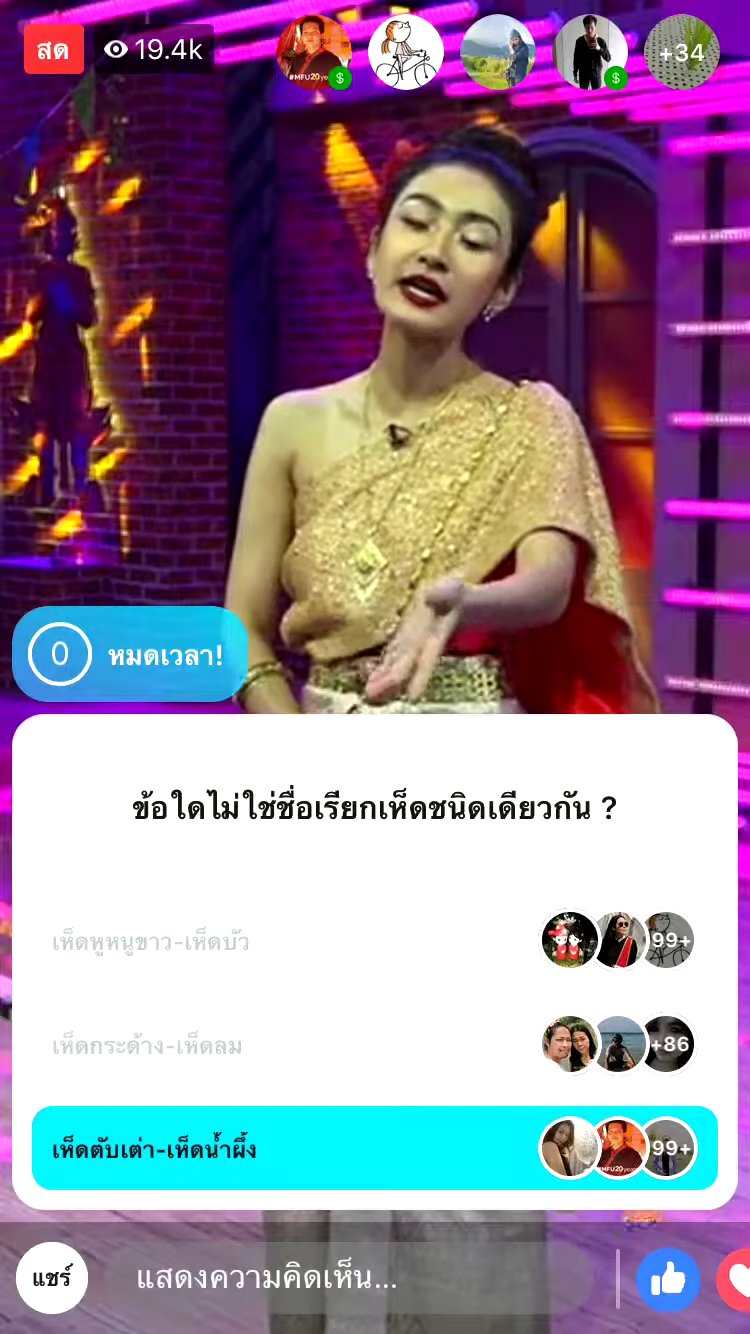 สด
19.4k
#MFU20ye
$
$
+34
0
หมดเวลา!
ข้อใดไม่ใช่ชื่อเรียกเห็ดชนิดเดียวกัน ?
เห็ดหูหนูขาว-เห็ดบัว
99+
เห็ดกระด้าง-เห็ดลม
+86
เห็ดตับเต่า-เห็ดน้ำผึ้ง
#MFU20years
99+
แชร์
แสดงความคิดเห็น...